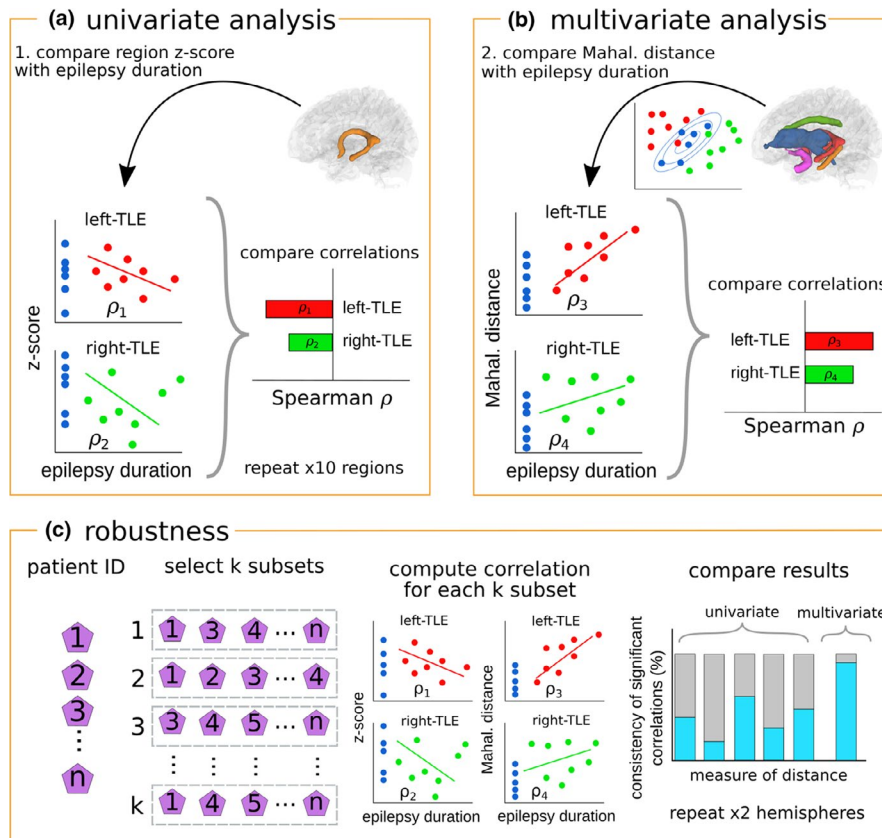 (a) univariate analysis
1. compare region z-score
with epilepsy duration
left-TLE
z-score
ρ1
right-TLE
ρ2
epilepsy duration
compare correlations
ρ1 left-TLE
ρ2 right-TLE
Spearman ρ
repeat x10 regions
(b) multivariate analysis
2. compare Mahal. distance
with epilepsy duration
left-TLE
Mahal. distance
ρ3
right-TLE
ρ4
epilepsy duration
compare correlations
left-TLE ρ3
right-TLE ρ4
Spearman ρ
(c) robustness
patient ID
1
2
3
⋮
n
select k subsets
1 1 3 4 ... n
2 1 2 3 ... 4
3 3 4 5 ... n
⋮ ⋮ ⋮ ⋮
k 1 4 5 ... n
compute correlation
for each k subset
left-TLE
z-score
ρ1
right-TLE
ρ2
epilepsy duration
left-TLE
Mahal. distance
ρ3
right-TLE
ρ4
epilepsy duration
compare results
univariate multivariate
consistency of significant
correlations (%)
measure of distance
repeat x2 hemispheres